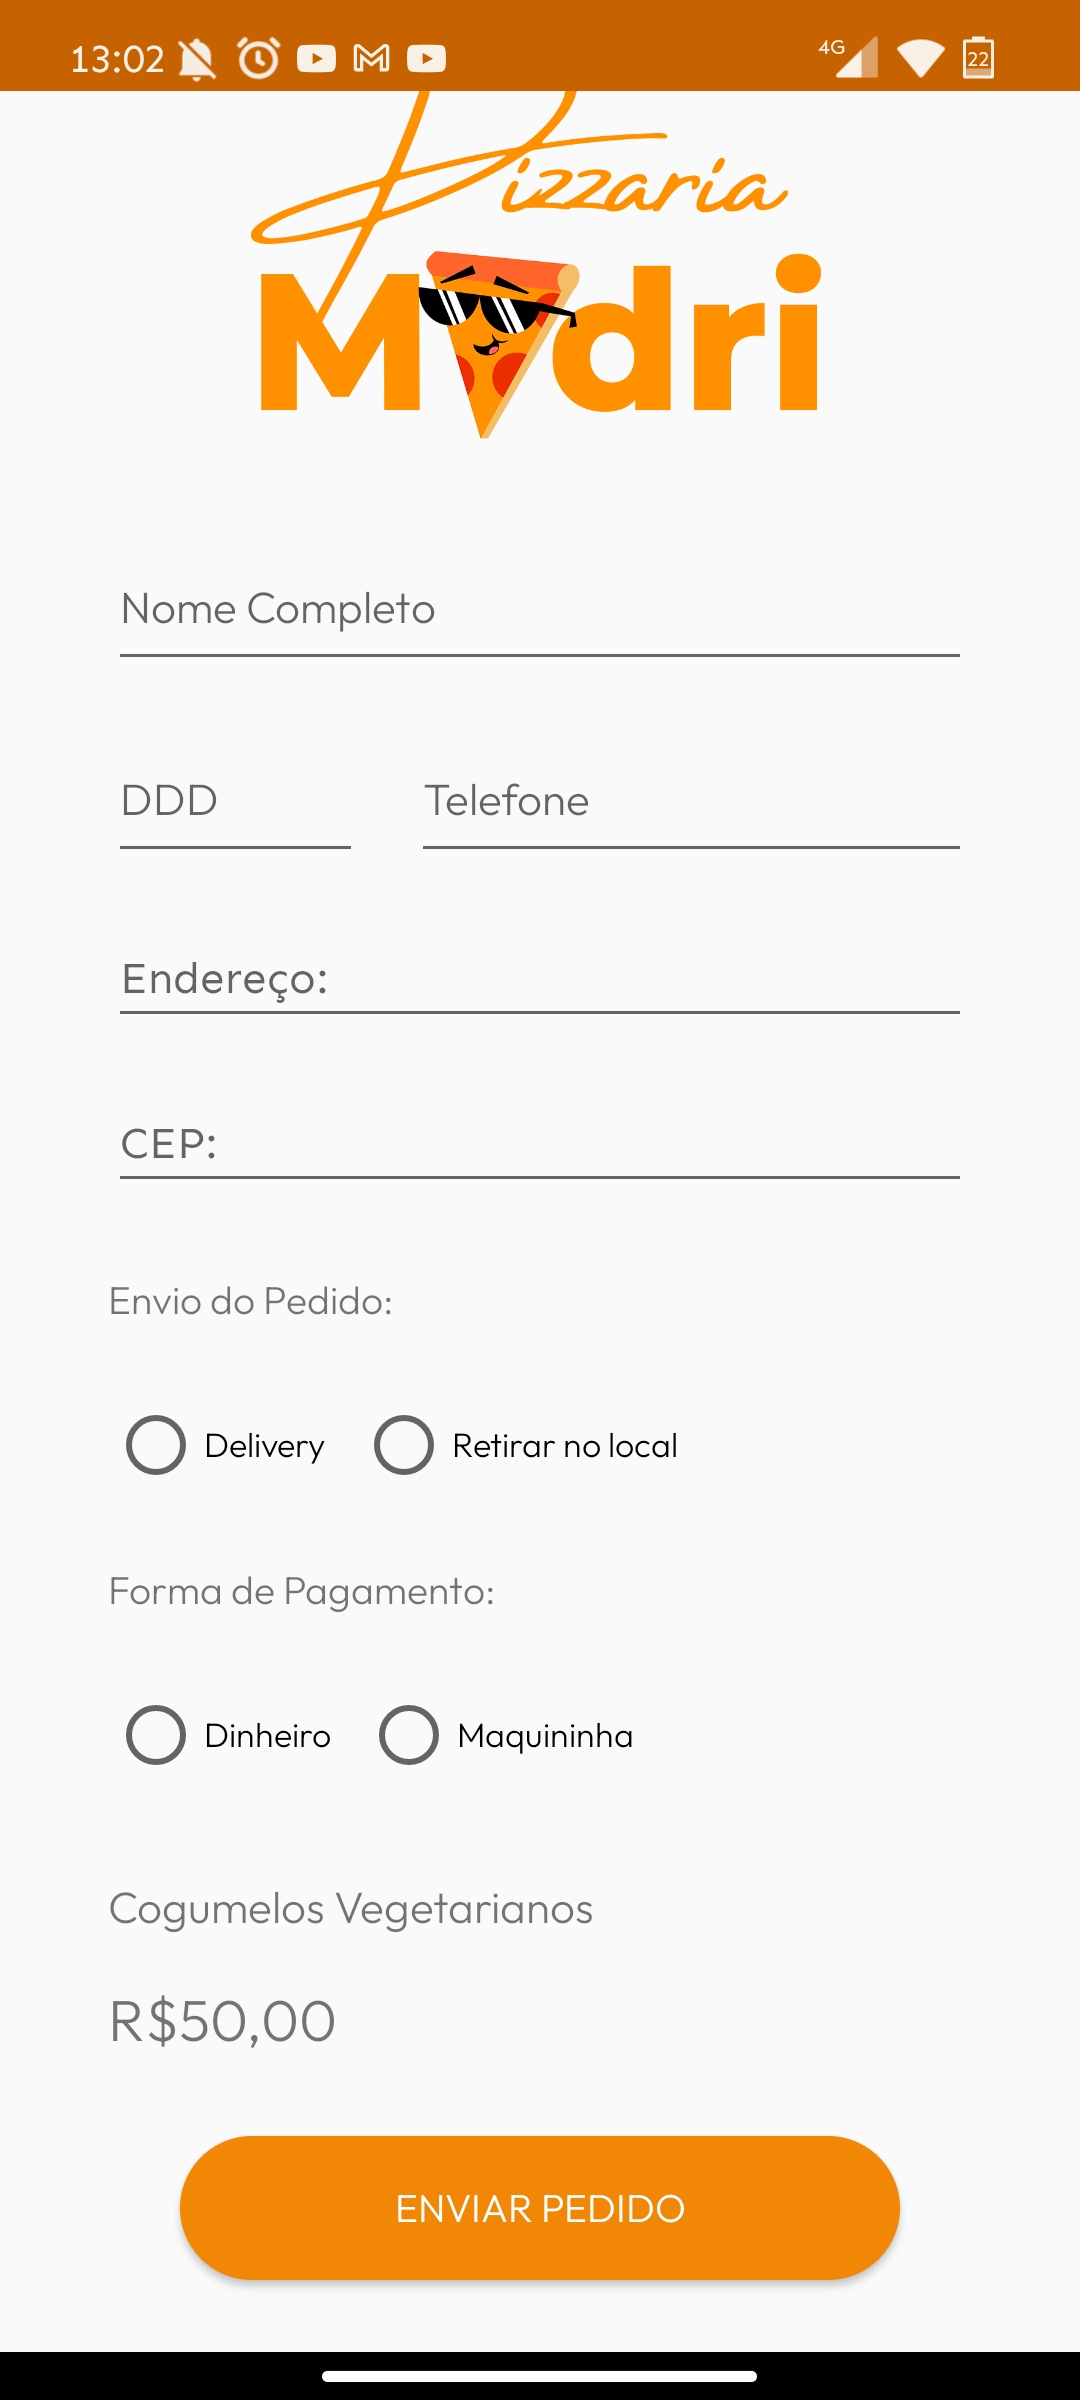 13:02 4G 22
Pizzaria
Madri
Nome Completo
DDD Telefone
Endereço:
CEP:
Envio do Pedido:
Delivery Retirar no local
Forma de Pagamento:
Dinheiro Maquininha
Cogumelos Vegetarianos
R$50,00
ENVIAR PEDIDO